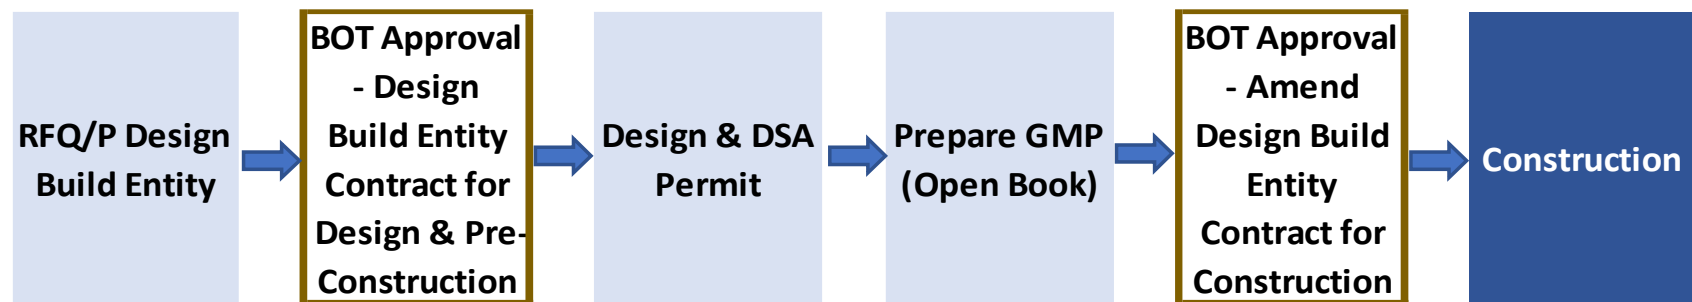 RFQ/P Design
Build Entity
BOT Approval
- Design
Build Entity
Contract for
Design & Pre-
Construction
Design & DSA
Permit
Prepare GMP
(Open Book)
BOT Approval
- Amend
Design Build
Entity
Contract for
Construction
Construction